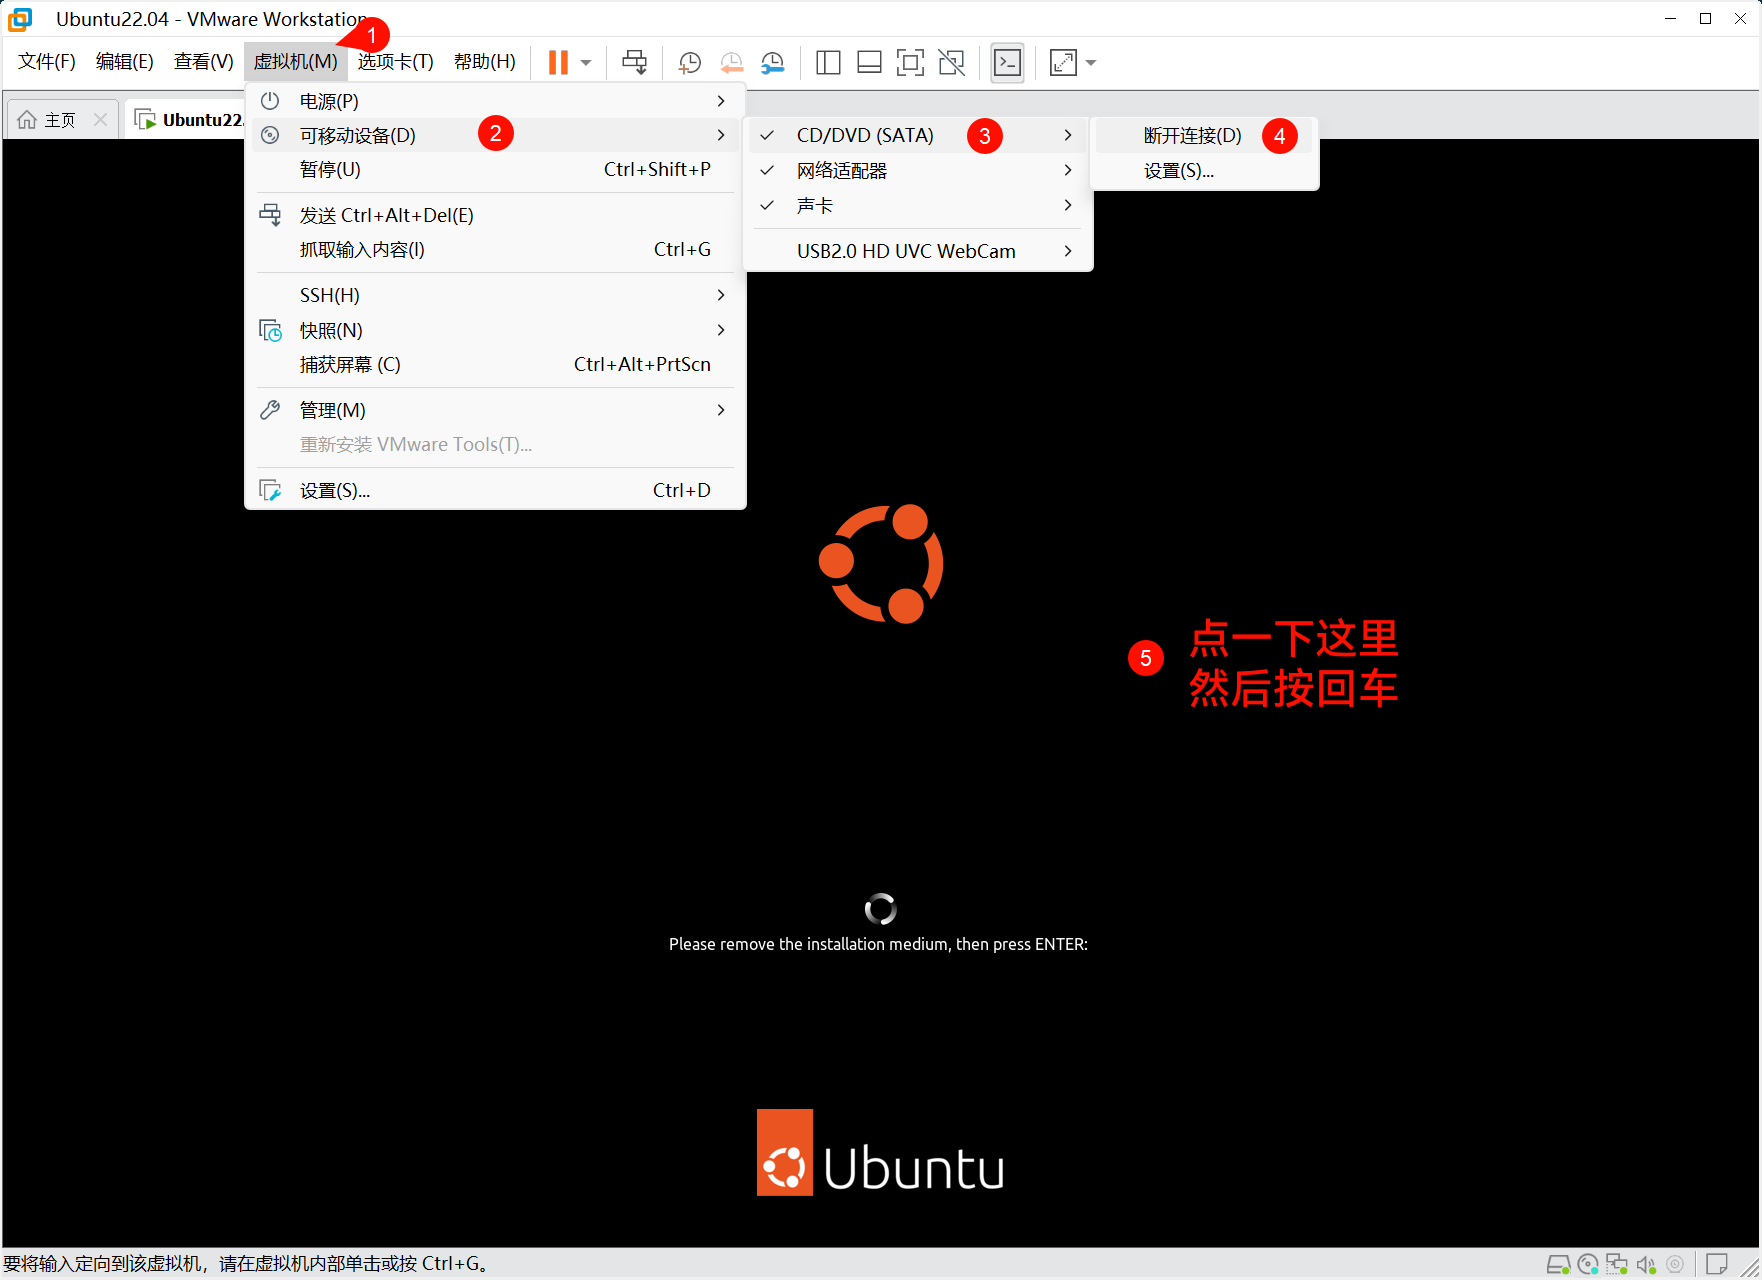 Ubuntu22.04 - VMware Workstation
1
文件(F) 编辑(E) 查看(V) 虚拟机(M) 选项卡(T) 帮助(H)
主页 Ubuntu22.
电源(P)
可移动设备(D) 2
暂停(U) Ctrl+Shift+P
发送 Ctrl+Alt+Del(E)
抓取输入内容(I) Ctrl+G
SSH(H)
快照(N)
捕获屏幕 (C) Ctrl+Alt+PrtScn
管理(M)
重新安装 VMware Tools(T)...
设置(S)... Ctrl+D
CD/DVD (SATA) 3
网络适配器
声卡
USB2.0 HD UVC WebCam
断开连接(D) 4
设置(S)...
5 点一下这里
然后按回车
Please remove the installation medium, then press ENTER:
Ubuntu
要将输入定向到该虚拟机，请在虚拟机内部单击或按 Ctrl+G。